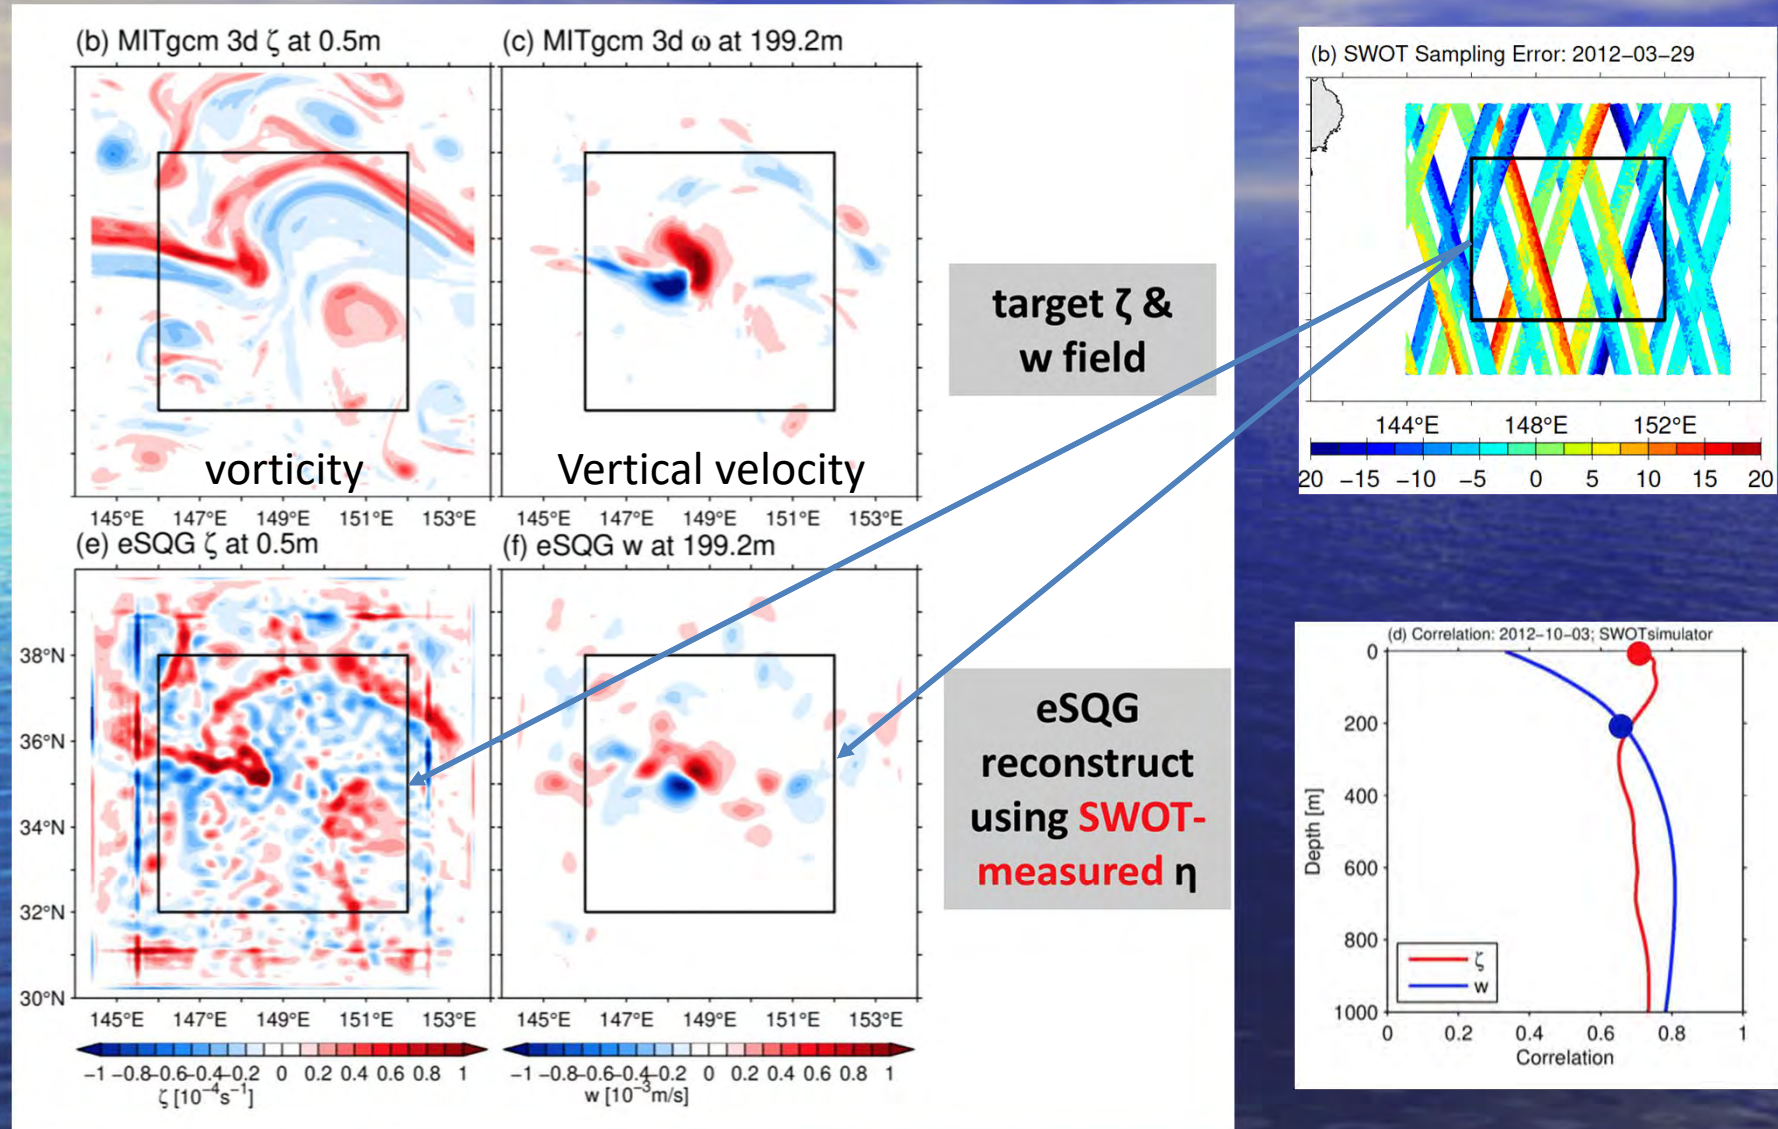 (b) MITgcm 3d ζ at 0.5m
(c) MITgcm 3d ω at 199.2m
vorticity
Vertical velocity
145°E 147°E 149°E 151°E 153°E
145°E 147°E 149°E 151°E 153°E
(e) eSQG ζ at 0.5m
(f) eSQG w at 199.2m
38°N
36°N
34°N
32°N
30°N
145°E 147°E 149°E 151°E 153°E
145°E 147°E 149°E 151°E 153°E
−1 −0.8−0.6−0.4−0.2 0 0.2 0.4 0.6 0.8 1
ζ [10⁻⁴s⁻¹]
−1 −0.8−0.6−0.4−0.2 0 0.2 0.4 0.6 0.8 1
w [10⁻³m/s]
target ζ &
w field
eSQG
reconstruct
using SWOT-
measured η
(b) SWOT Sampling Error: 2012−03−29
144°E 148°E 152°E
20 −15 −10 −5 0 5 10 15 20
(d) Correlation: 2012−10−03; SWOTsimulator
0
200
400
600
800
1000
Depth [m]
ζ
w
0 0.2 0.4 0.6 0.8 1
Correlation